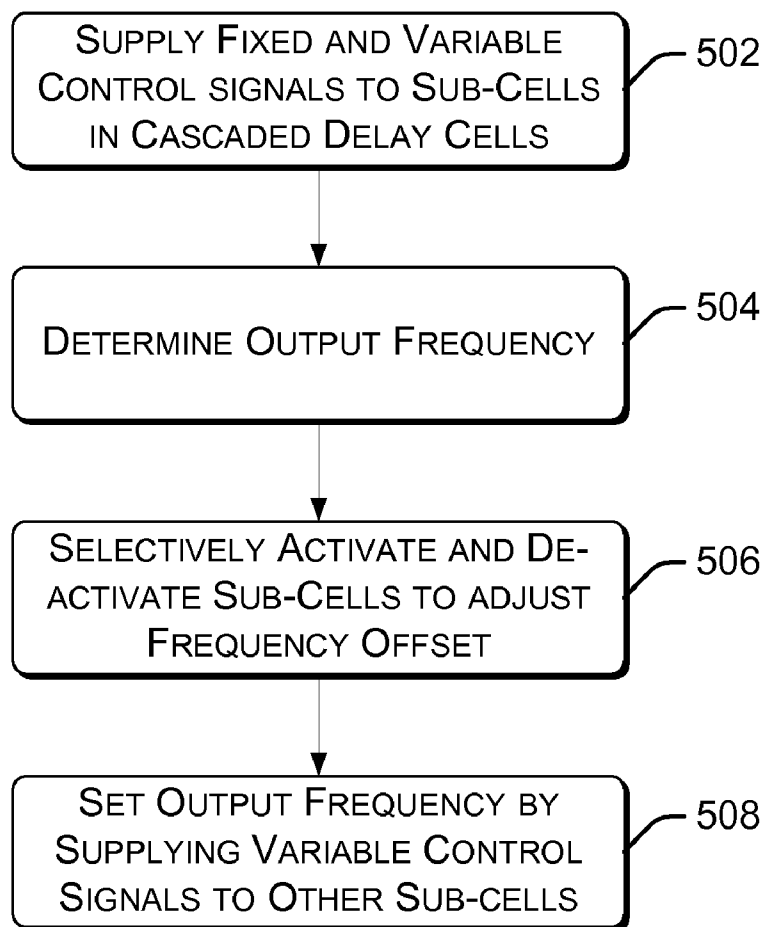 SUPPLY FIXED AND VARIABLE
CONTROL SIGNALS TO SUB-CELLS
IN CASCADED DELAY CELLS
502
DETERMINE OUTPUT FREQUENCY
504
SELECTIVELY ACTIVATE AND DE-
ACTIVATE SUB-CELLS TO ADJUST
FREQUENCY OFFSET
506
SET OUTPUT FREQUENCY BY
SUPPLYING VARIABLE CONTROL
SIGNALS TO OTHER SUB-CELLS
508